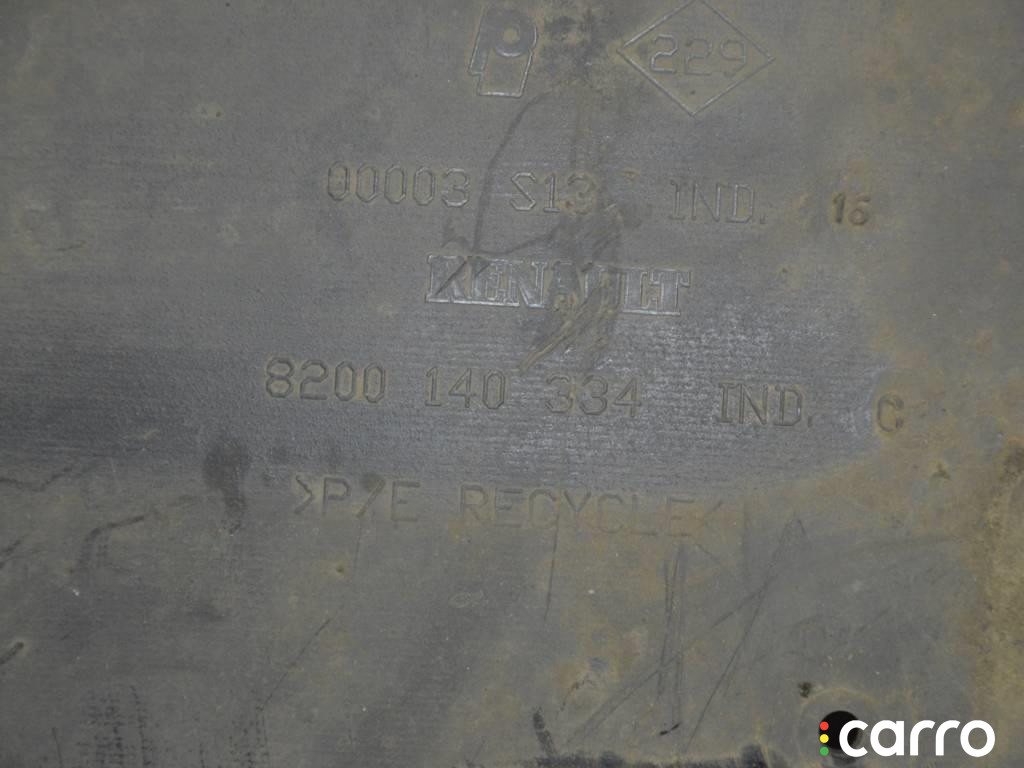 229
00003 S13 IND. 16
RENAULT
8200 140 334 IND. C
>P/E RECYCLE<
carro